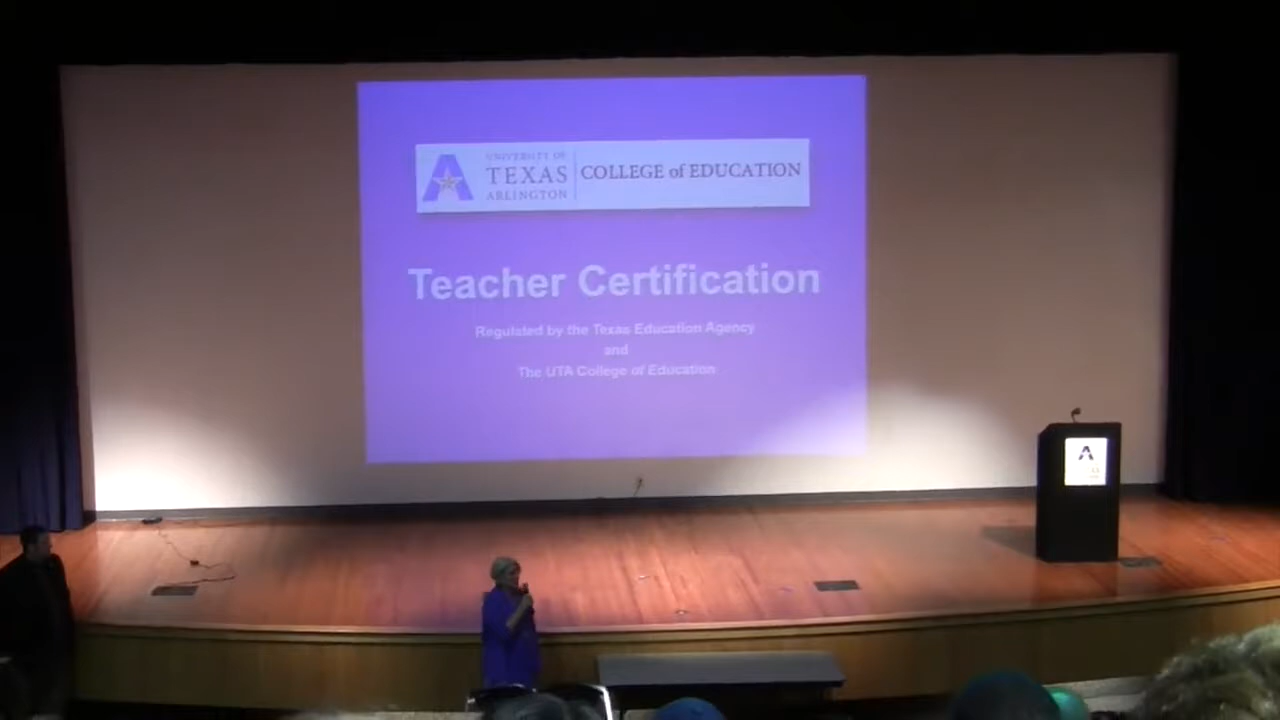 UNIVERSITY OF
TEXAS
ARLINGTON
COLLEGE of EDUCATION
Teacher Certification
Regulated by the Texas Education Agency
and
The UTA College of Education